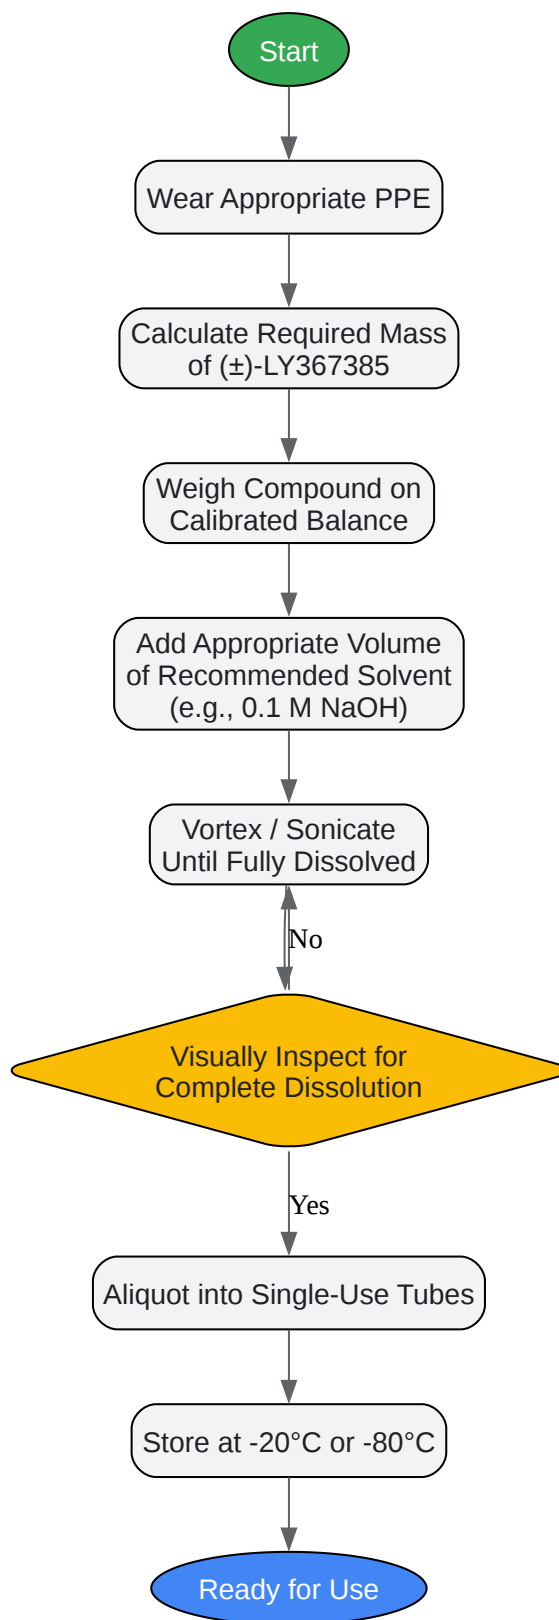 Start
Wear Appropriate PPE
Calculate Required Mass
of (±)-LY367385
Weigh Compound on
Calibrated Balance
Add Appropriate Volume
of Recommended Solvent
(e.g., 0.1 M NaOH)
Vortex / Sonicate
Until Fully Dissolved
No
Visually Inspect for
Complete Dissolution
Yes
Aliquot into Single-Use Tubes
Store at -20°C or -80°C
Ready for Use